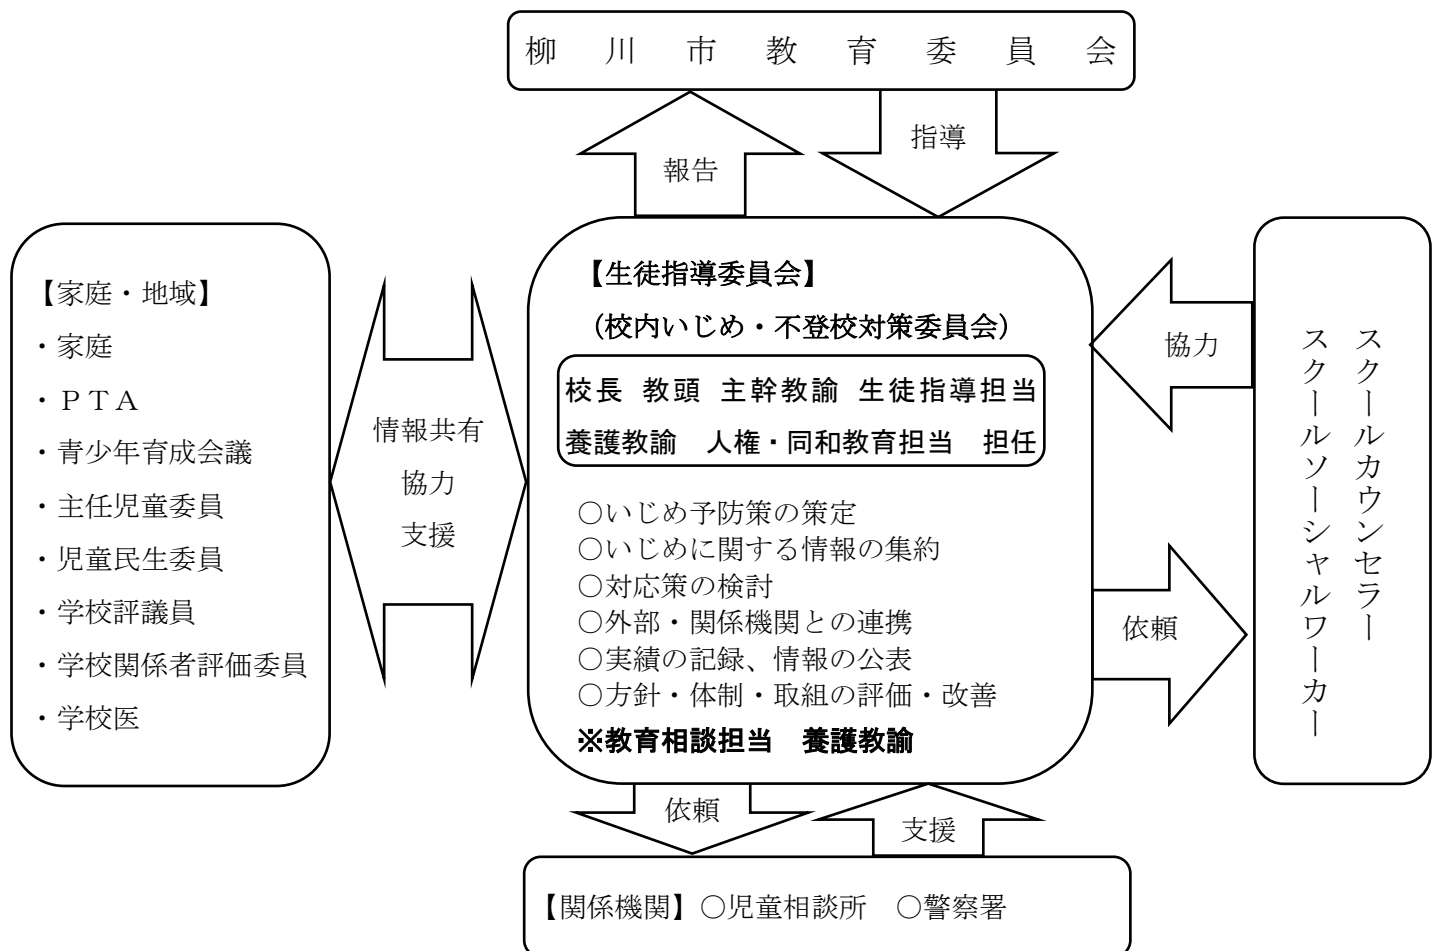 柳川市教育委員会
報告
指導
【家庭・地域】
・家庭
・ＰＴＡ
・青少年育成会議
・主任児童委員
・児童民生委員
・学校評議員
・学校関係者評価委員
・学校医
情報共有
協力
支援
【生徒指導委員会】
（校内いじめ・不登校対策委員会）
校長　教頭　主幹教諭　生徒指導担当
養護教諭　人権・同和教育担当　担任
○いじめ予防策の策定
○いじめに関する情報の集約
○対応策の検討
○外部・関係機関との連携
○実績の記録、情報の公表
○方針・体制・取組の評価・改善
※教育相談担当　養護教諭
協力
依頼
スクールカウンセラー
スクールソーシャルワーカー
依頼
支援
【関係機関】○児童相談所　○警察署